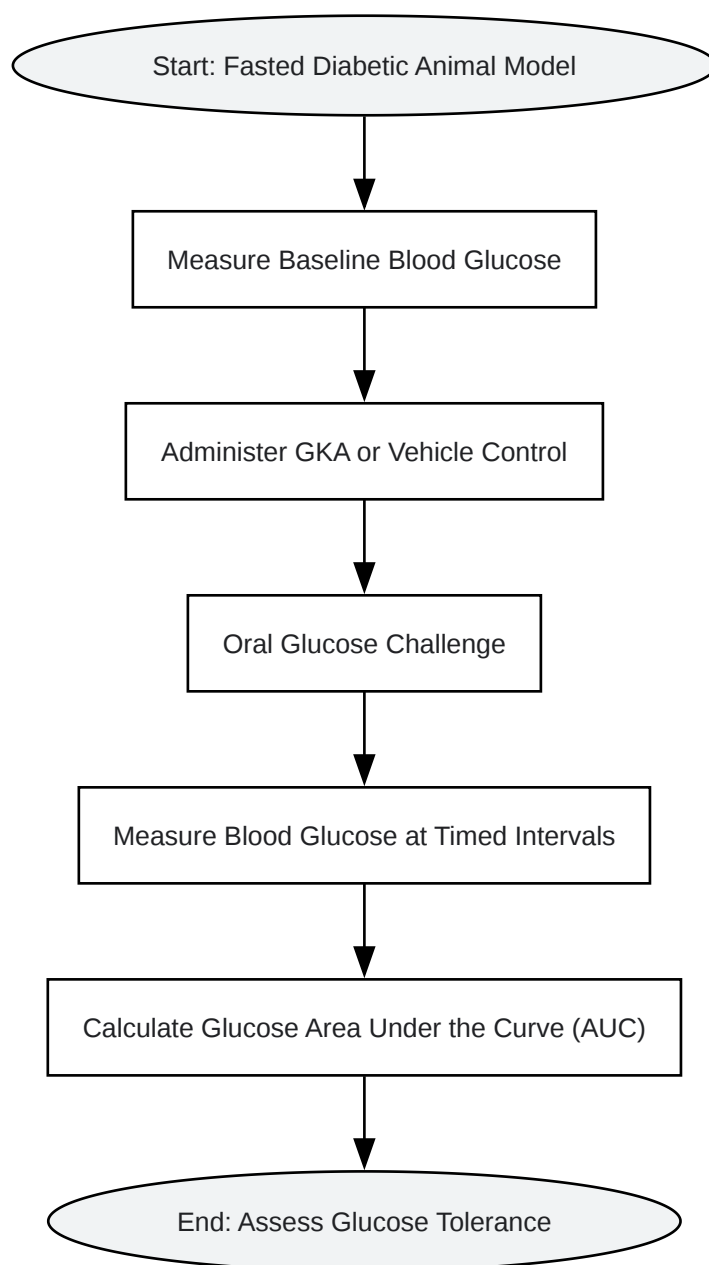 Start: Fasted Diabetic Animal Model
Measure Baseline Blood Glucose
Administer GKA or Vehicle Control
Oral Glucose Challenge
Measure Blood Glucose at Timed Intervals
Calculate Glucose Area Under the Curve (AUC)
End: Assess Glucose Tolerance